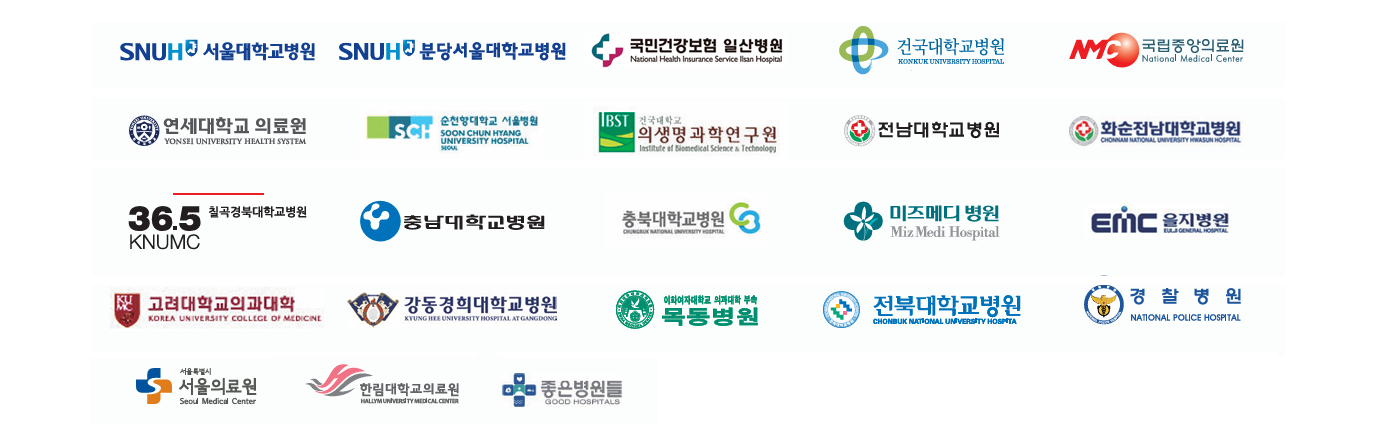 SNUH 서울대학교병원
SNUH 분당서울대학교병원
국민건강보험 일산병원
National Health Insurance Service Ilsan Hospital
건국대학교병원
KONKUK UNIVERSITY HOSPITAL
NMC 국립중앙의료원
National Medical Center
연세대학교 의료원
YONSEI UNIVERSITY HEALTH SYSTEM
SCH
순천향대학교 서울병원
SOON CHUN HYANG
UNIVERSITY HOSPITAL
SEOUL
IBST
건국대학교
의생명과학연구원
Institute of Biomedical Science & Technology
전남대학교병원
화순전남대학교병원
CHONNAM NATIONAL UNIVERSITY HWASUN HOSPITAL
36.5
칠곡경북대학교병원
KNUMC
충남대학교병원
충북대학교병원
CHUNGBUK NATIONAL UNIVERSITY HOSPITAL
CB
미즈메디 병원
Miz Medi Hospital
EMC 을지병원
EULJI GENERAL HOSPITAL
KUMC
고려대학교의과대학
KOREA UNIVERSITY COLLEGE OF MEDICINE
강동경희대학교병원
KYUNG HEE UNIVERSITY HOSPITAL AT GANGDONG
이화여자대학교 의과대학 부속
목동병원
전북대학교병원
CHONBUK NATIONAL UNIVERSITY HOSPITA
경찰병원
NATIONAL POLICE HOSPITAL
서울특별시
서울의료원
Seoul Medical Center
한림대학교의료원
HALLYM UNIVERSITY MEDICAL CENTER
좋은병원들
GOOD HOSPITALS